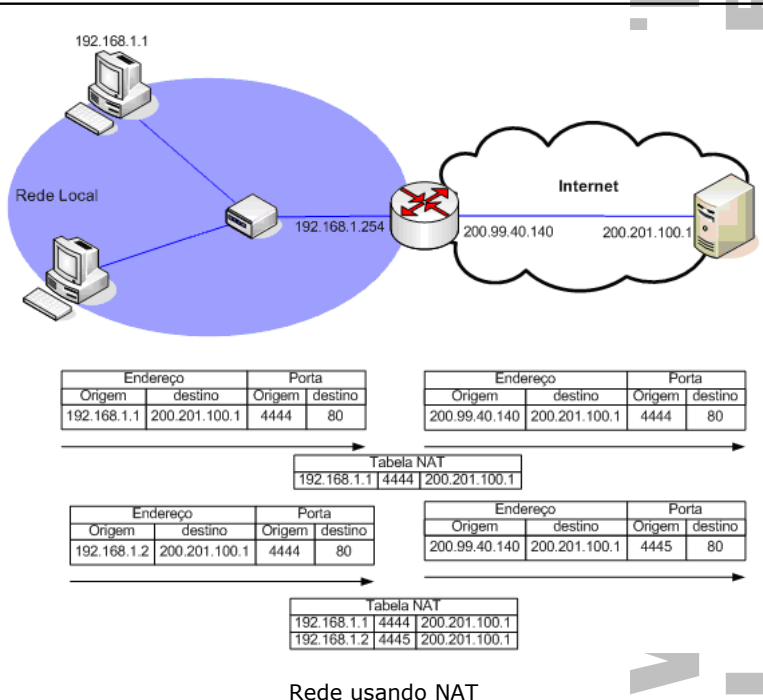 192.168.1.1
Rede Local
192.168.1.254
Internet
200.99.40.140
200.201.100.1
Endereço Porta
Origem destino Origem destino
192.168.1.1 200.201.100.1 4444 80
Endereço Porta
Origem destino Origem destino
200.99.40.140 200.201.100.1 4444 80
Tabela NAT
192.168.1.1 4444 200.201.100.1
Endereço Porta
Origem destino Origem destino
192.168.1.2 200.201.100.1 4444 80
Endereço Porta
Origem destino Origem destino
200.99.40.140 200.201.100.1 4445 80
Tabela NAT
192.168.1.1 4444 200.201.100.1
192.168.1.2 4445 200.201.100.1
Rede usando NAT